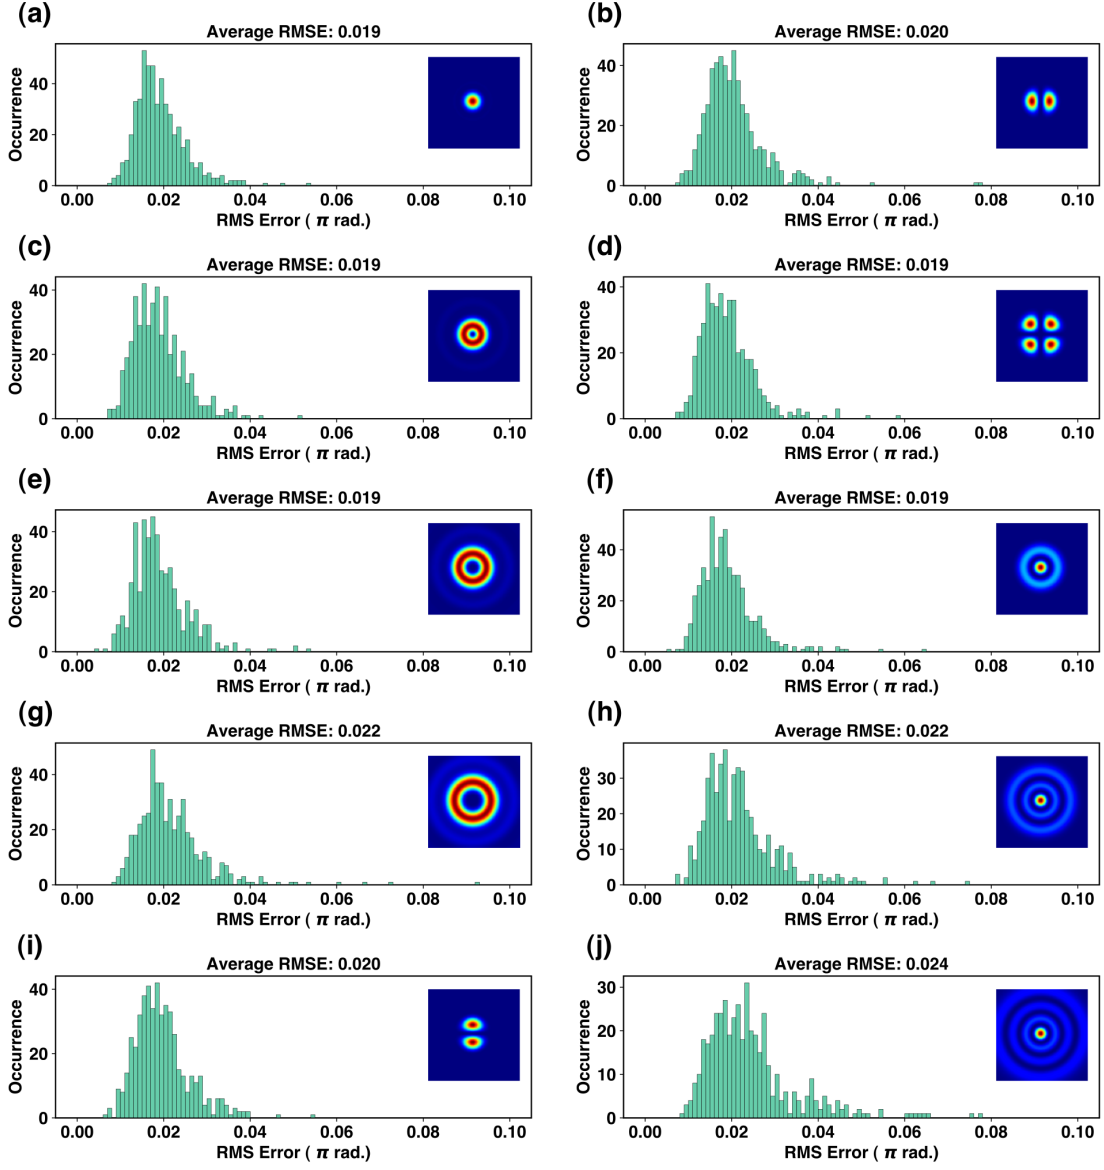 (a)
Average RMSE: 0.019
Occurrence
40
20
0
0.00 0.02 0.04 0.06 0.08 0.10
RMS Error ( π rad.)
(b)
Average RMSE: 0.020
Occurrence
40
20
0
0.00 0.02 0.04 0.06 0.08 0.10
RMS Error ( π rad.)
(c)
Average RMSE: 0.019
Occurrence
40
20
0
0.00 0.02 0.04 0.06 0.08 0.10
RMS Error ( π rad.)
(d)
Average RMSE: 0.019
Occurrence
40
20
0
0.00 0.02 0.04 0.06 0.08 0.10
RMS Error ( π rad.)
(e)
Average RMSE: 0.019
Occurrence
40
20
0
0.00 0.02 0.04 0.06 0.08 0.10
RMS Error ( π rad.)
(f)
Average RMSE: 0.019
Occurrence
40
20
0
0.00 0.02 0.04 0.06 0.08 0.10
RMS Error ( π rad.)
(g)
Average RMSE: 0.022
Occurrence
40
20
0
0.00 0.02 0.04 0.06 0.08 0.10
RMS Error ( π rad.)
(h)
Average RMSE: 0.022
Occurrence
30
20
10
0
0.00 0.02 0.04 0.06 0.08 0.10
RMS Error ( π rad.)
(i)
Average RMSE: 0.020
Occurrence
40
20
0
0.00 0.02 0.04 0.06 0.08 0.10
RMS Error ( π rad.)
(j)
Average RMSE: 0.024
Occurrence
30
20
10
0
0.00 0.02 0.04 0.06 0.08 0.10
RMS Error ( π rad.)